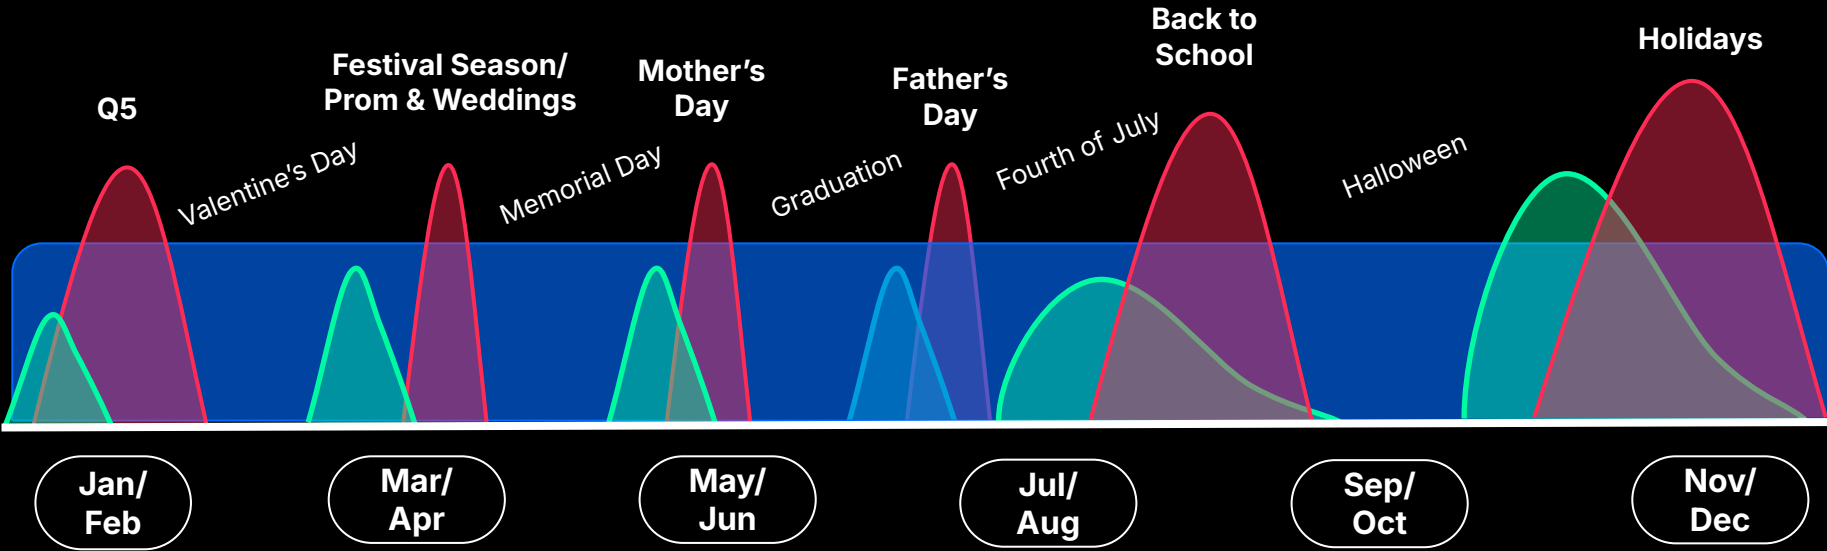 Q5
Valentine's Day
Festival Season/
Prom & Weddings
Memorial Day
Mother’s
Day
Graduation
Father’s
Day
Fourth of July
Back to
School
Halloween
Holidays
Jan/
Feb
Mar/
Apr
May/
Jun
Jul/
Aug
Sep/
Oct
Nov/
Dec